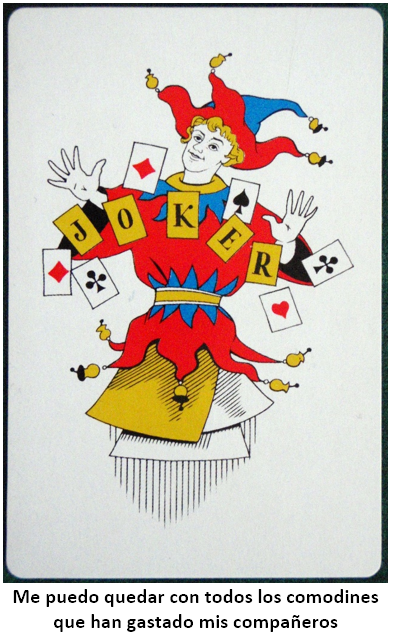 JOKER
Me puedo quedar con todos los comodines
que han gastado mis compañeros